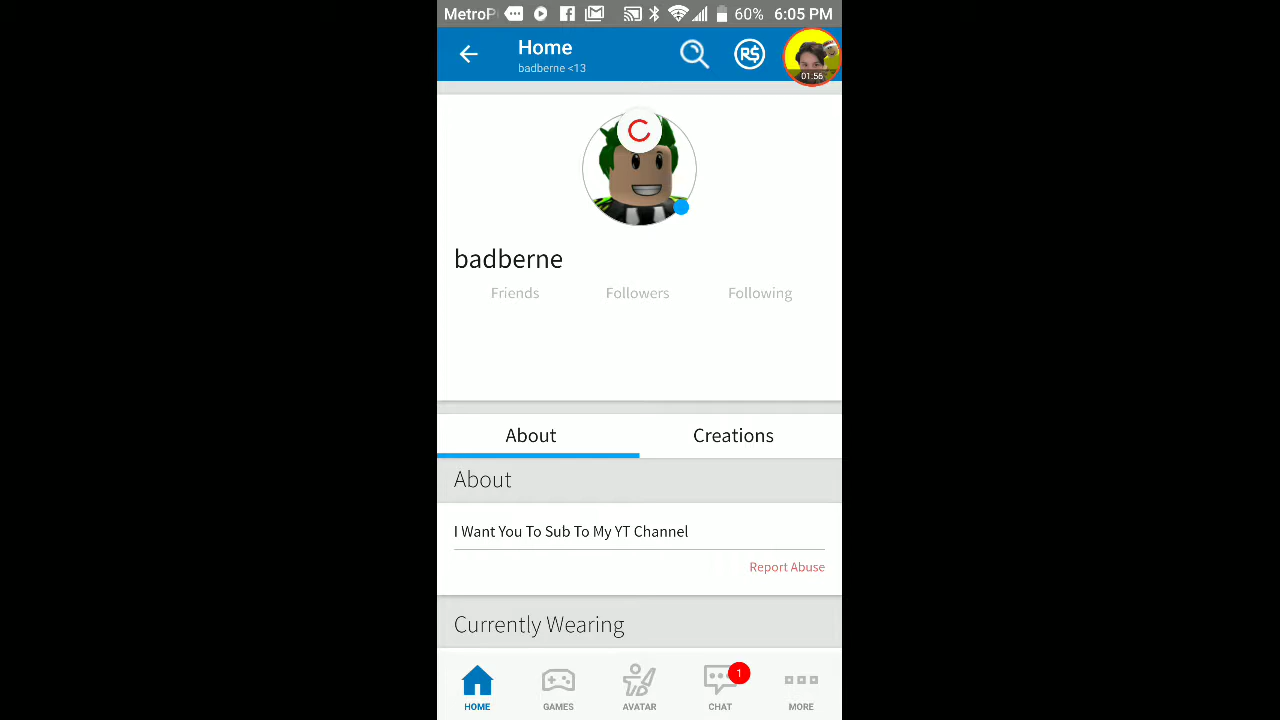 MetroP 60% 6:05 PM
Home
badberne <13
R$
01:56
badberne
Friends Followers Following
About Creations
About
I Want You To Sub To My YT Channel
Report Abuse
Currently Wearing
1
HOME GAMES AVATAR CHAT MORE